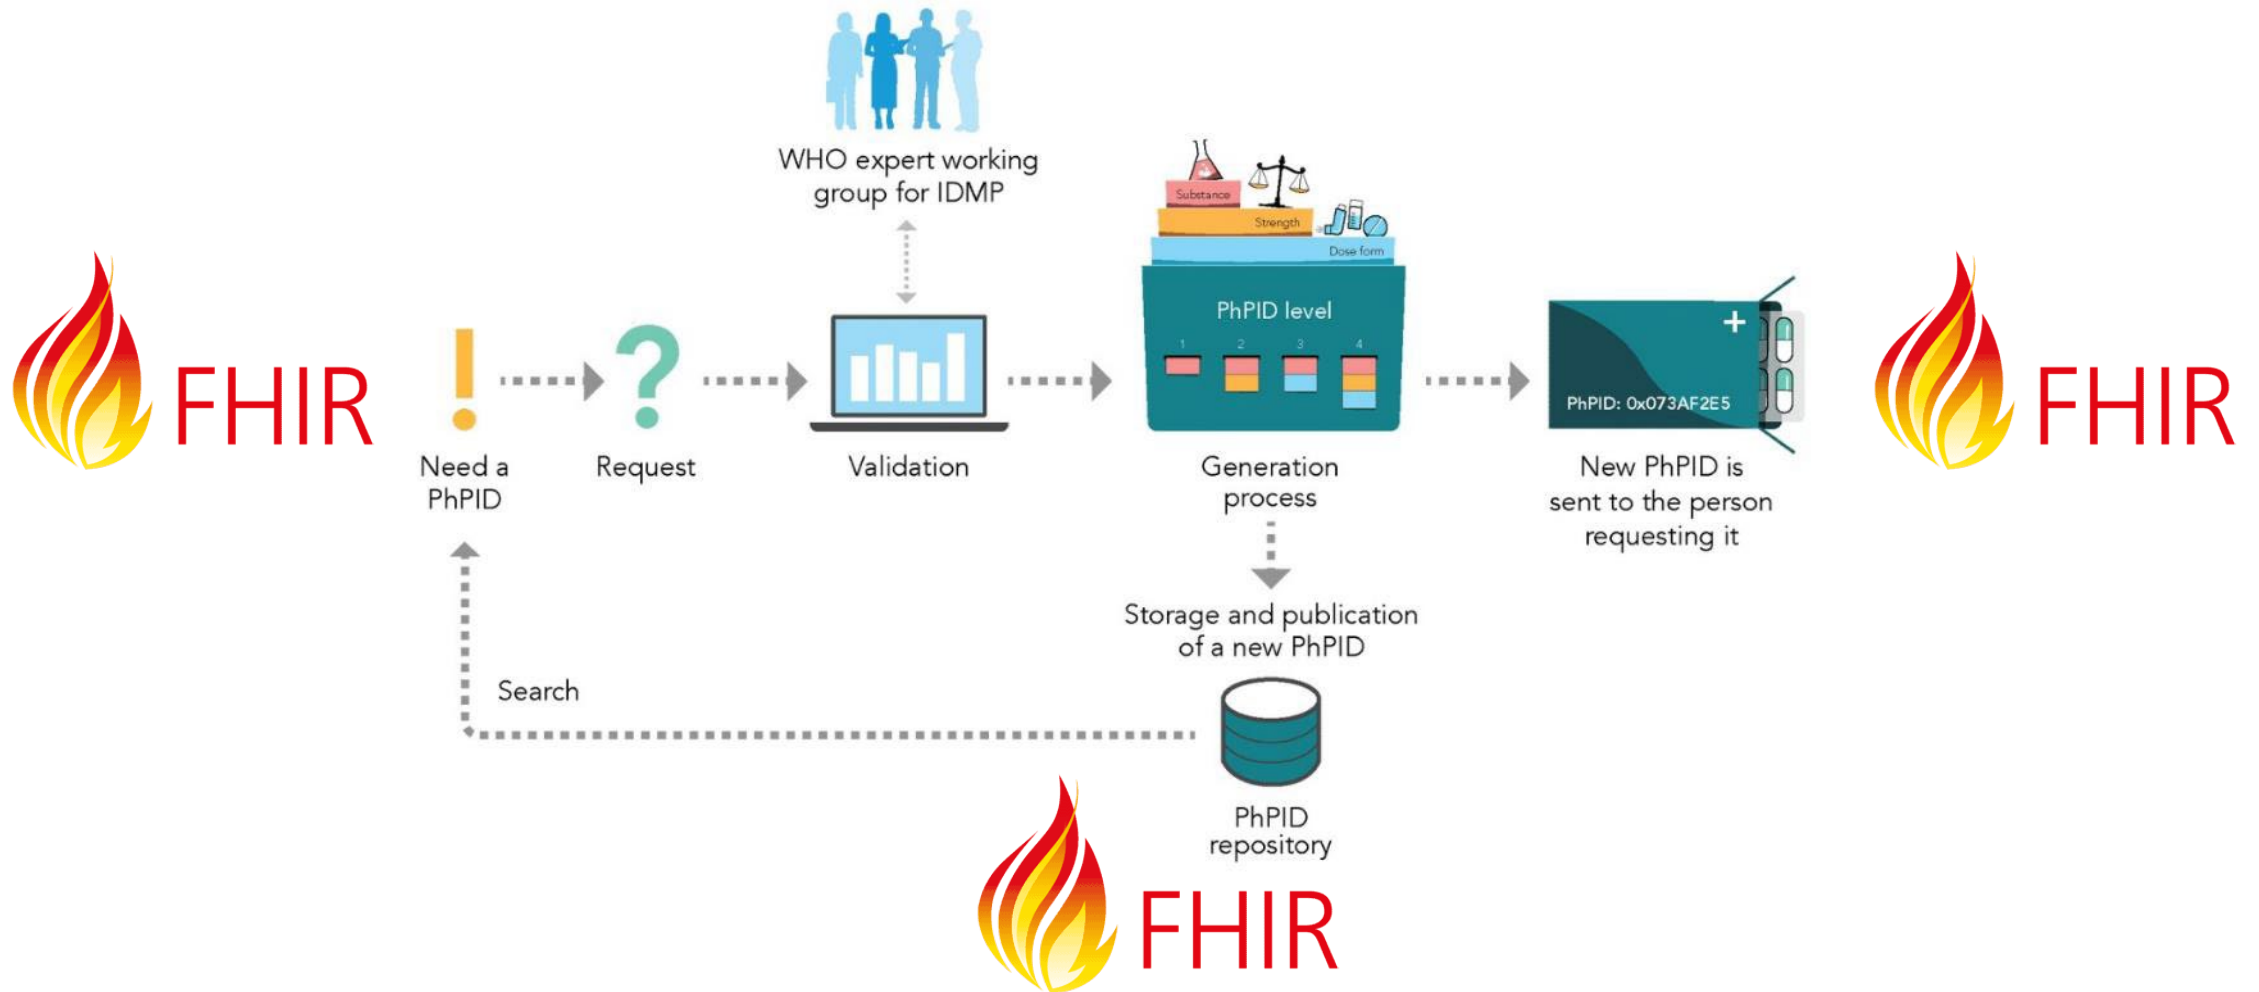 WHO expert working
group for IDMP
Substance
Strength
Dose form
PhPID level
1 2 3 4
FHIR
Need a
PhPID
Request
Validation
Generation
process
PhPID: 0x073AF2E5
New PhPID is
sent to the person
requesting it
FHIR
Storage and publication
of a new PhPID
Search
PhPID
repository
FHIR